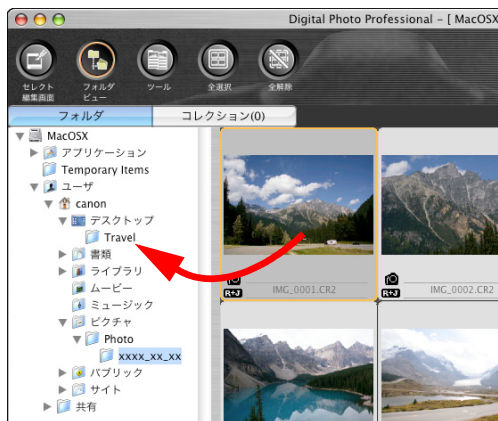 Digital Photo Professional – [ MacOSX
セレクト編集画面
フォルダビュー
ツール
全選択
全解除
フォルダ
コレクション(0)
MacOSX
アプリケーション
Temporary Items
ユーザ
canon
デスクトップ
Travel
書類
ライブラリ
ムービー
ミュージック
ピクチャ
Photo
xxxx_xx_xx
パブリック
サイト
共有
R+J
IMG_0001.CR2
R+J
IMG_0002.CR2